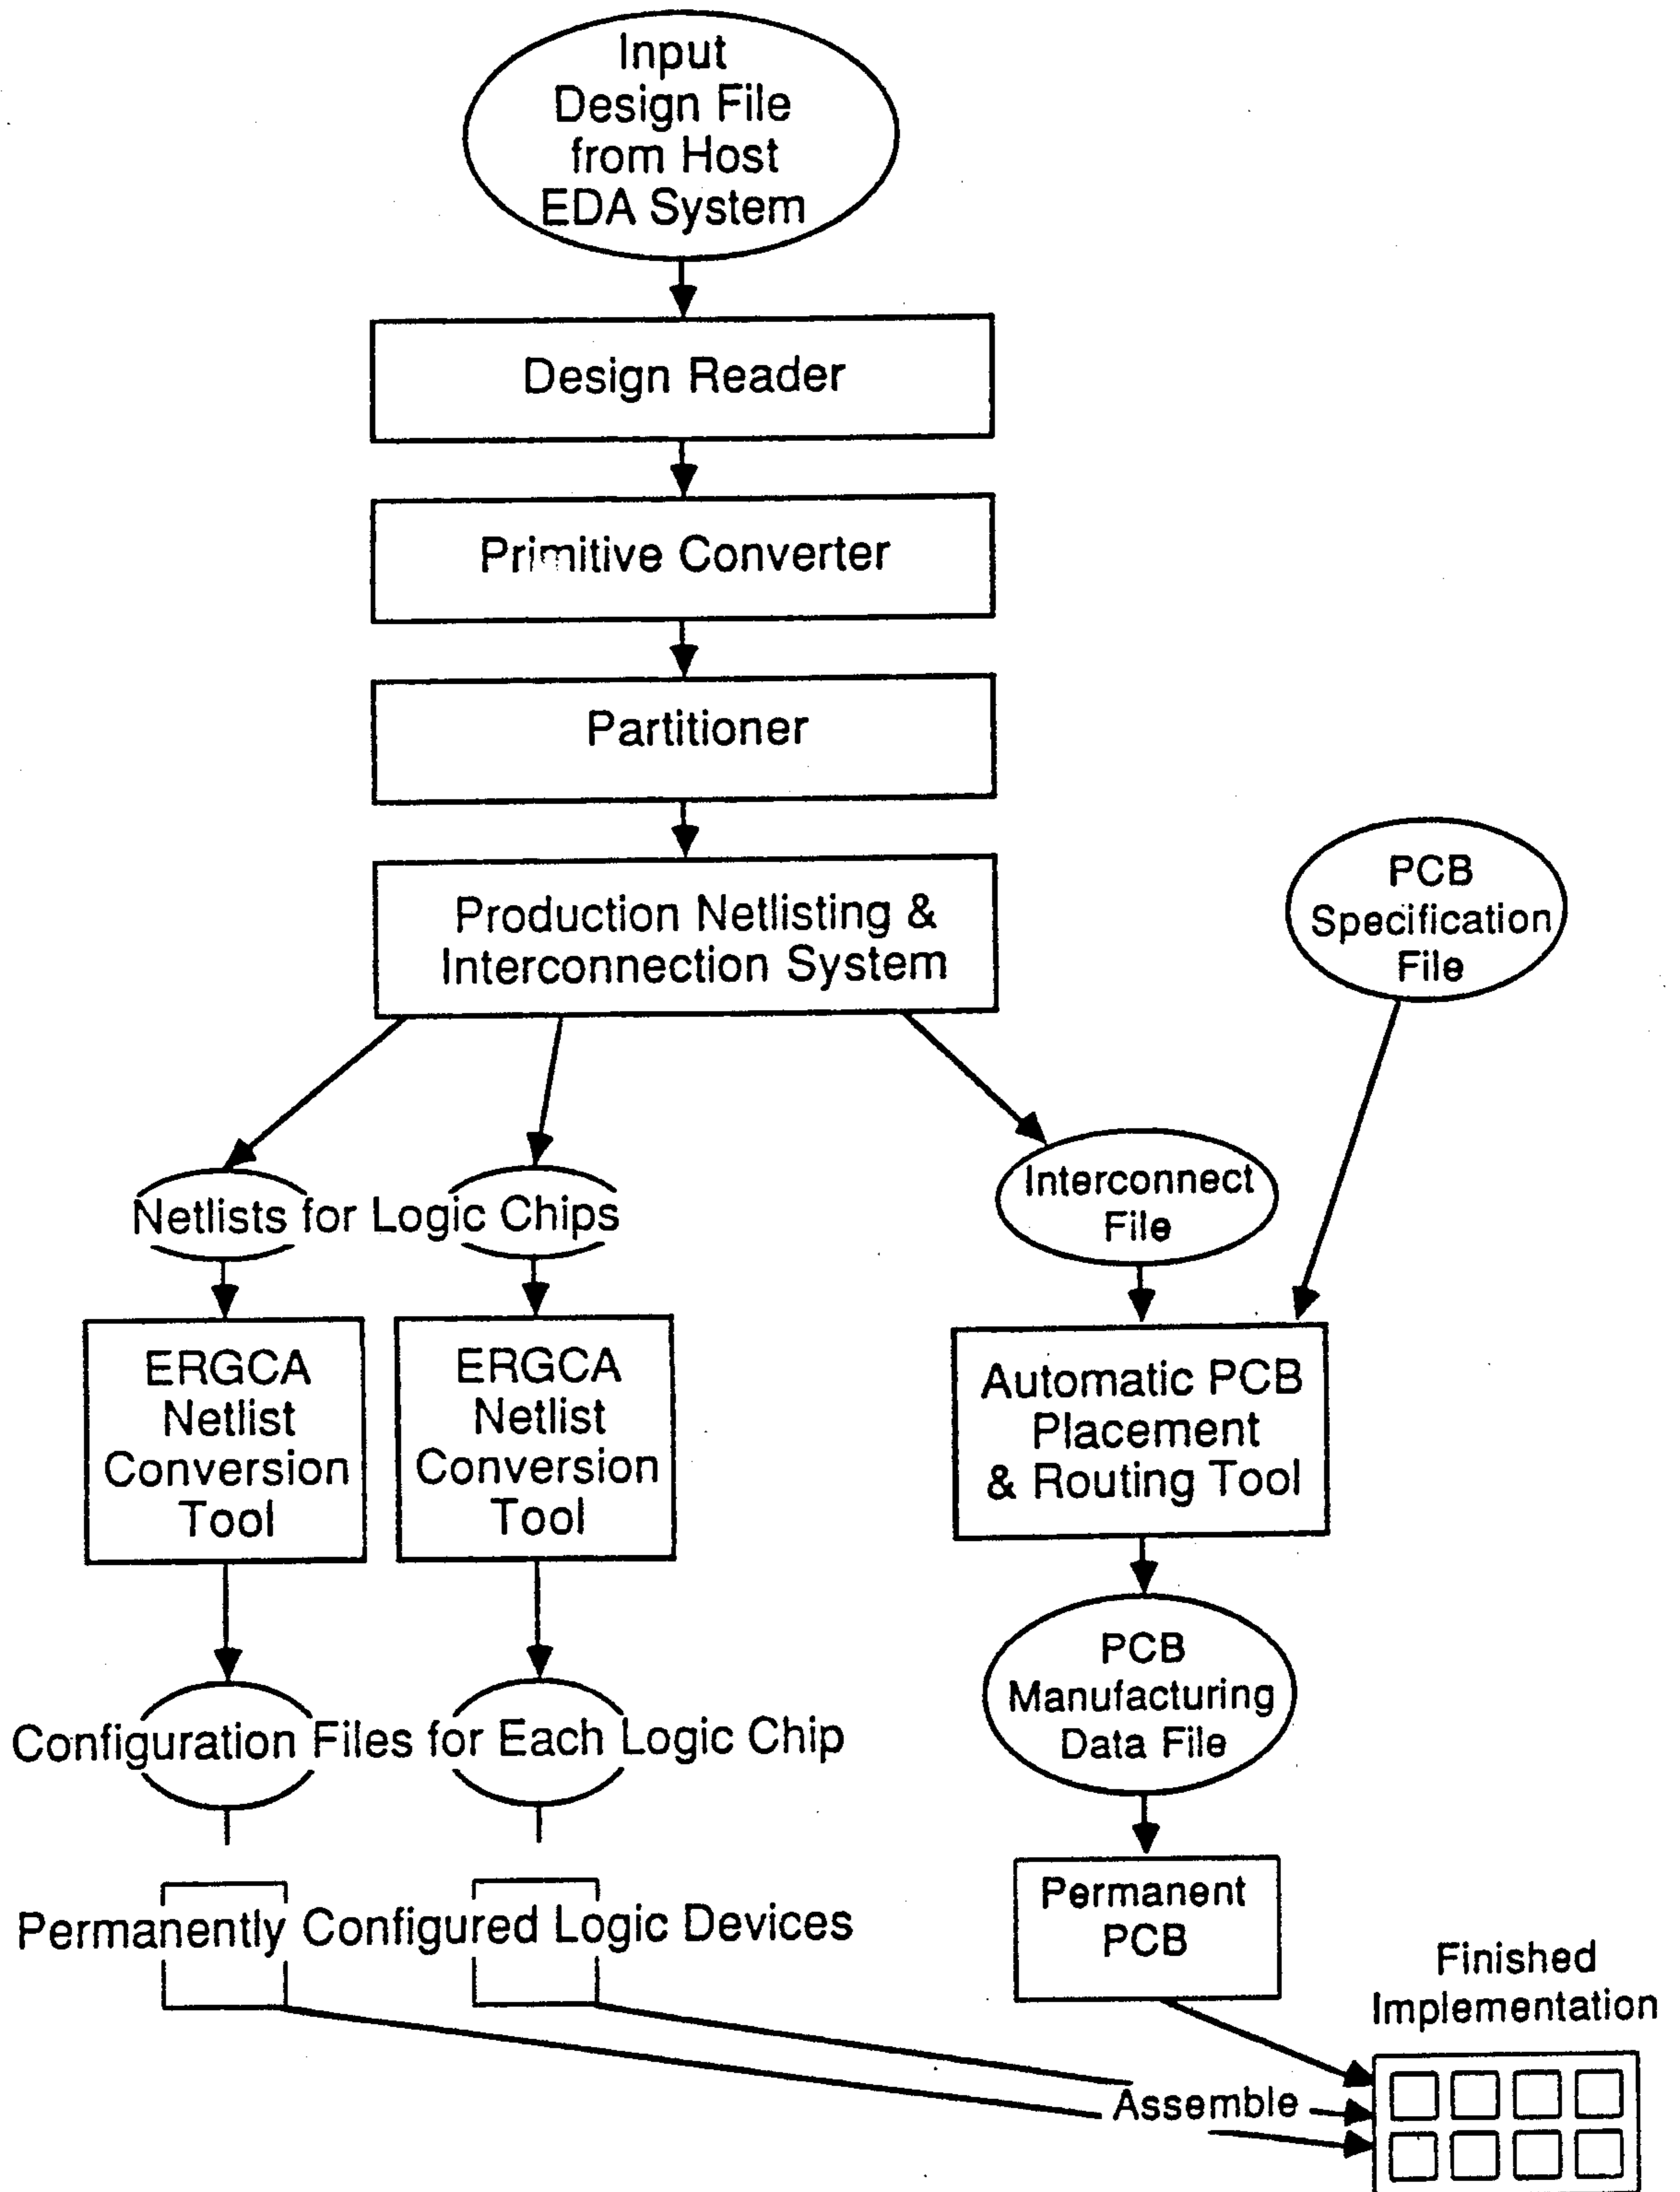 Input
Design File
from Host
EDA System
Design Reader
Primitive Converter
Partitioner
Production Netlisting &
Interconnection System
PCB
Specification
File
Netlists for Logic Chips
Interconnect
File
ERGCA
Netlist
Conversion
Tool
ERGCA
Netlist
Conversion
Tool
Automatic PCB
Placement
& Routing Tool
PCB
Manufacturing
Data File
Configuration Files for Each Logic Chip
Permanently Configured Logic Devices
Permanent
PCB
Finished
Implementation
Assemble